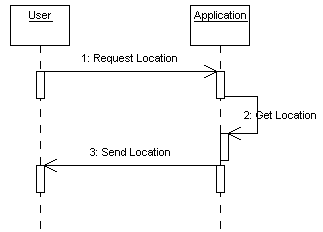 User
Application
1: Request Location
2: Get Location
3: Send Location